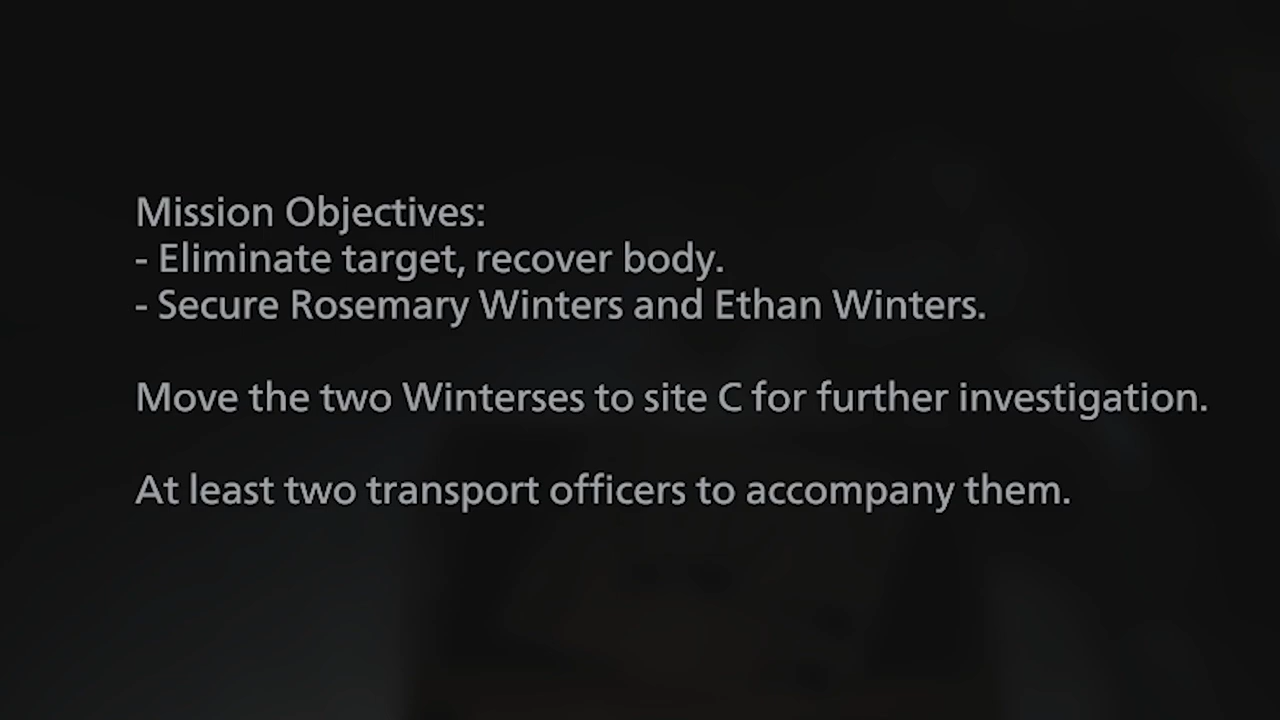 Mission Objectives:
- Eliminate target, recover body.
- Secure Rosemary Winters and Ethan Winters.
Move the two Winterses to site C for further investigation.
At least two transport officers to accompany them.